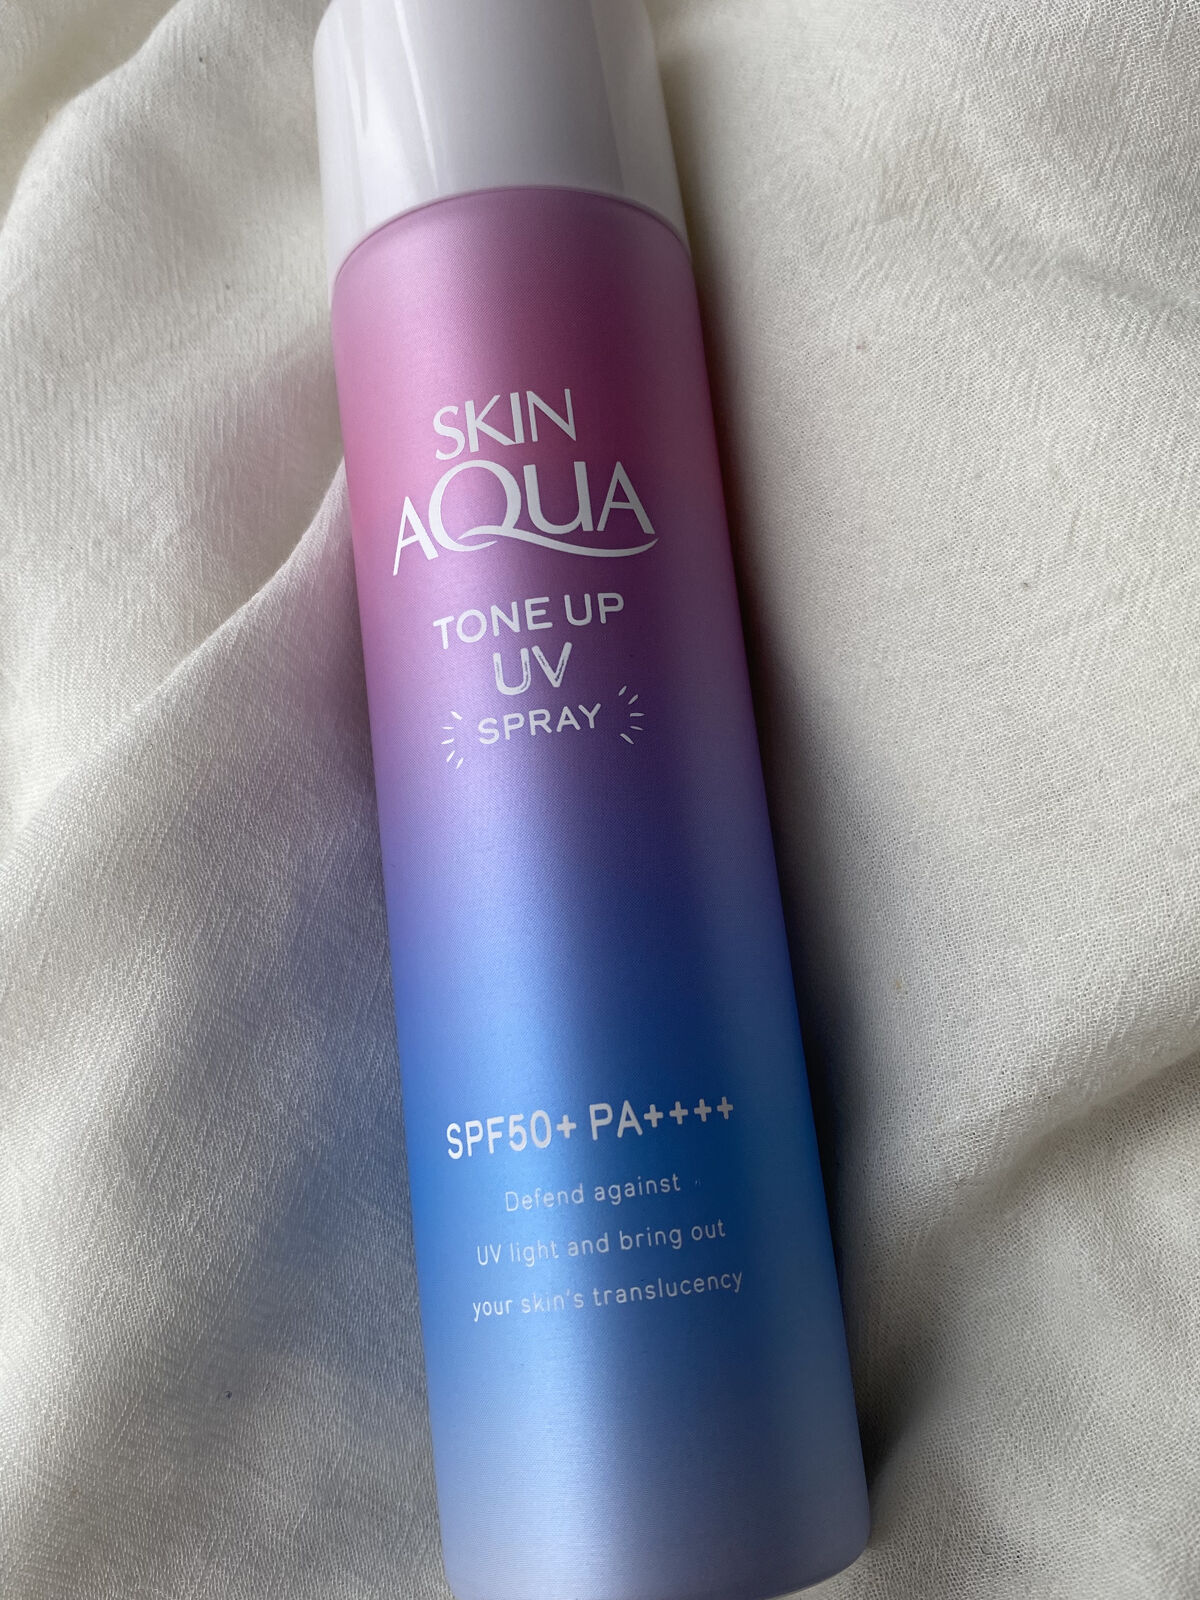 SKIN
AQUA
TONE UP
UV
SPRAY
SPF50+ PA++++
Defend against
UV light and bring out
your skin's translucency